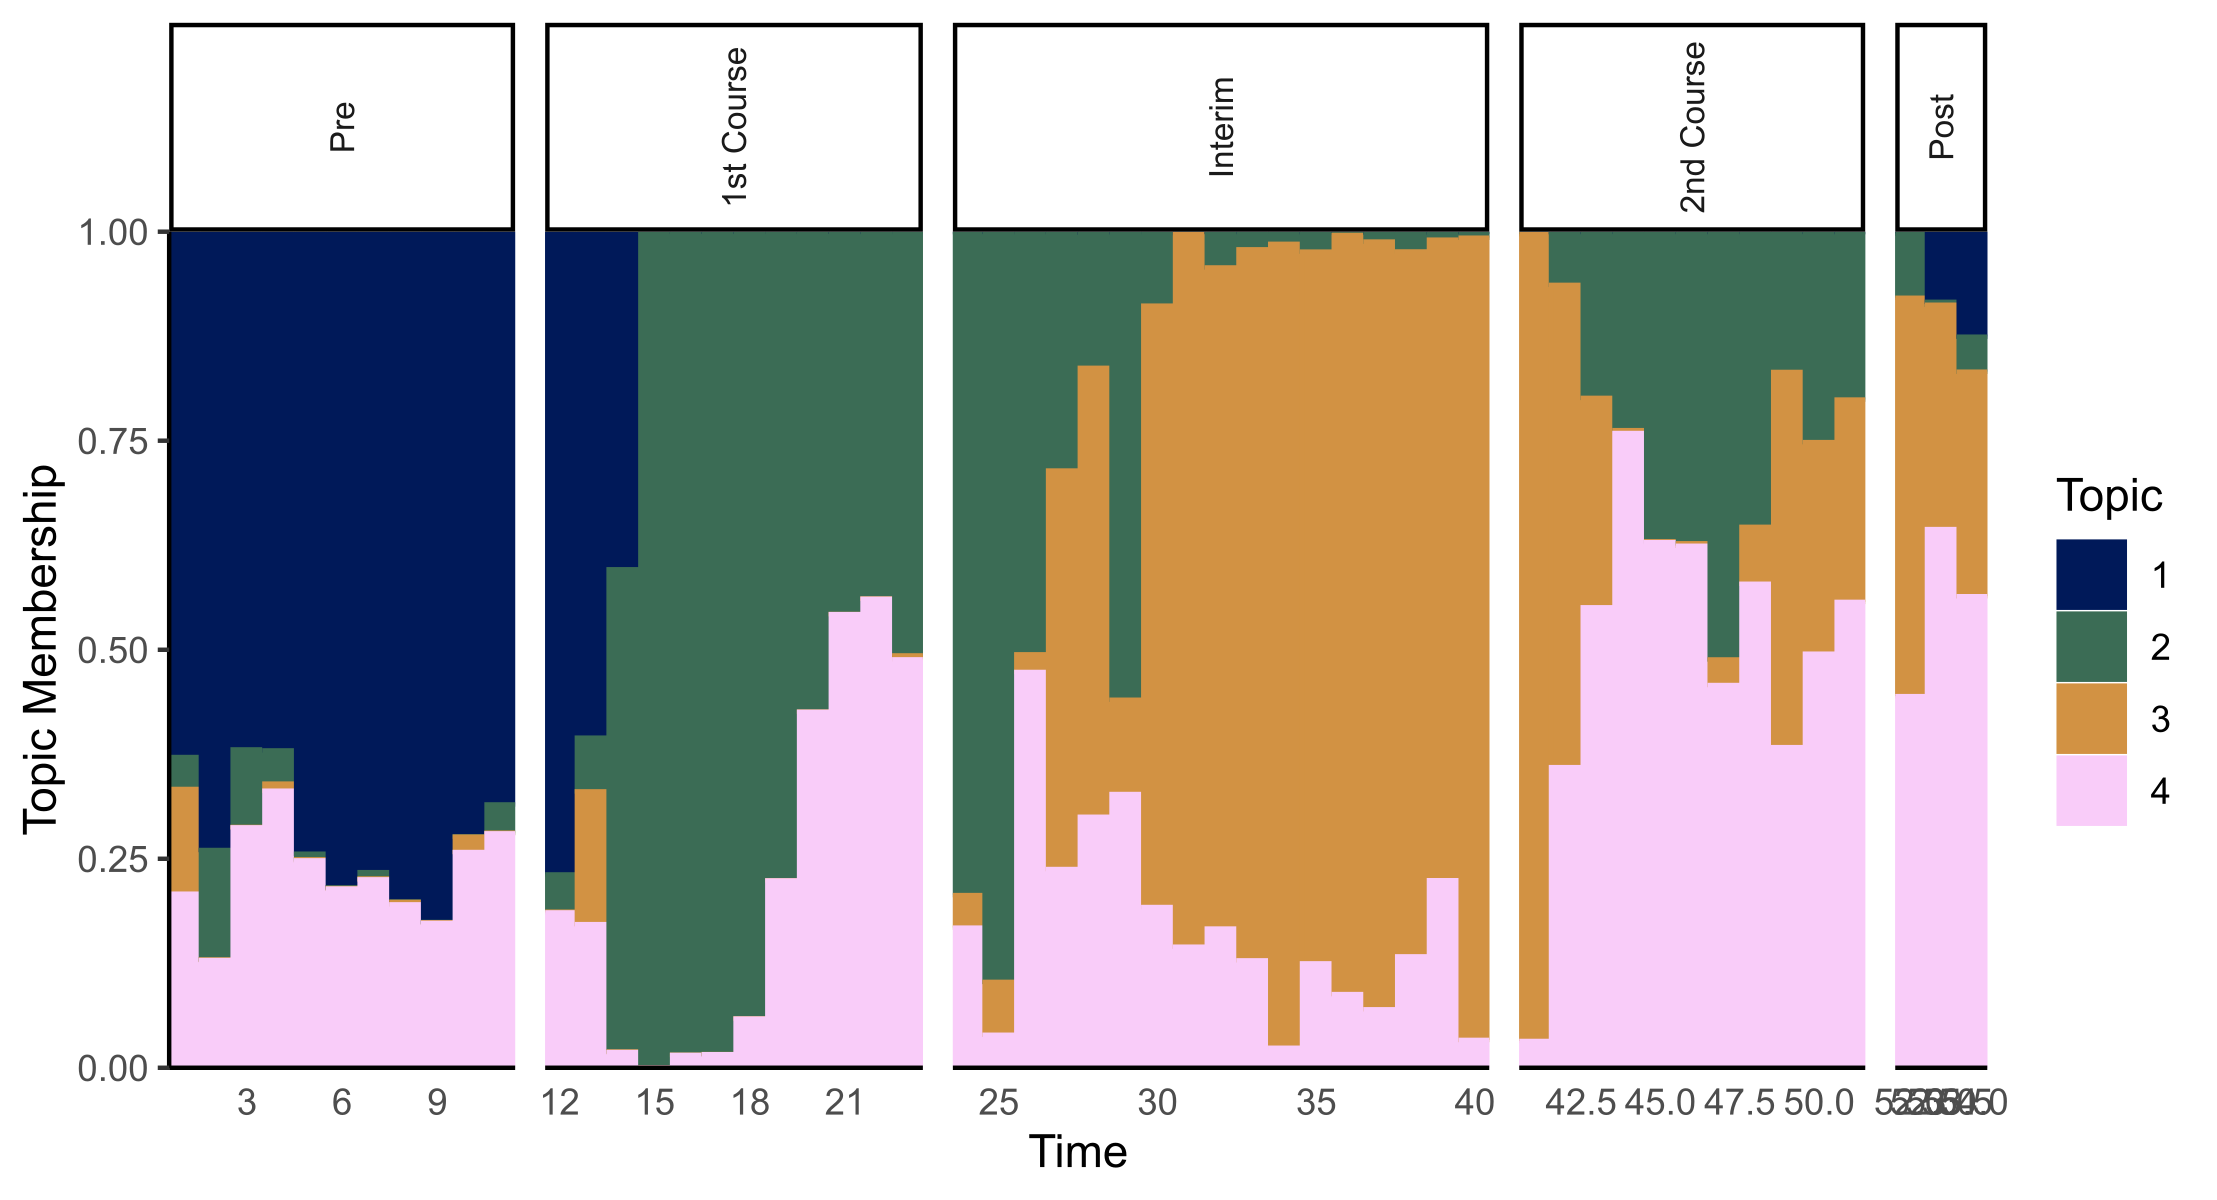 Pre
1st Course
Interim
2nd Course
Post
Topic Membership
1.00
0.75
0.50
0.25
0.00
3 6 9 12 15 18 21 25 30 35 40 42.5 45.0 47.5 50.0
Time
Topic
1
2
3
4